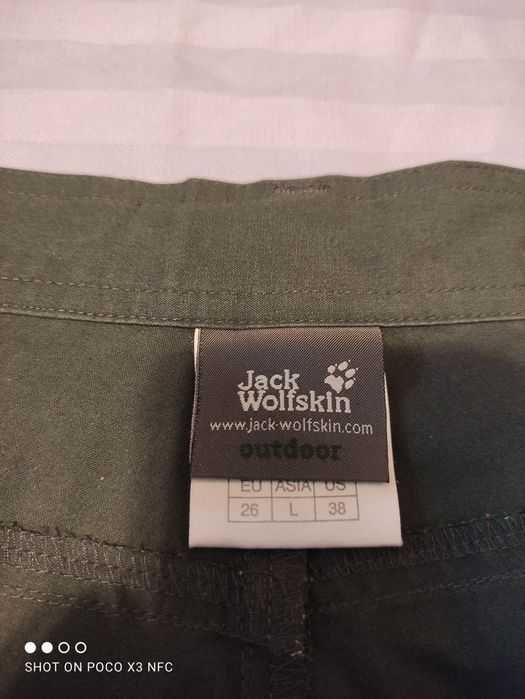 Jack
Wolfskin
www.jack-wolfskin.com
outdoor
EU ASIA US
26 L 38
SHOT ON POCO X3 NFC